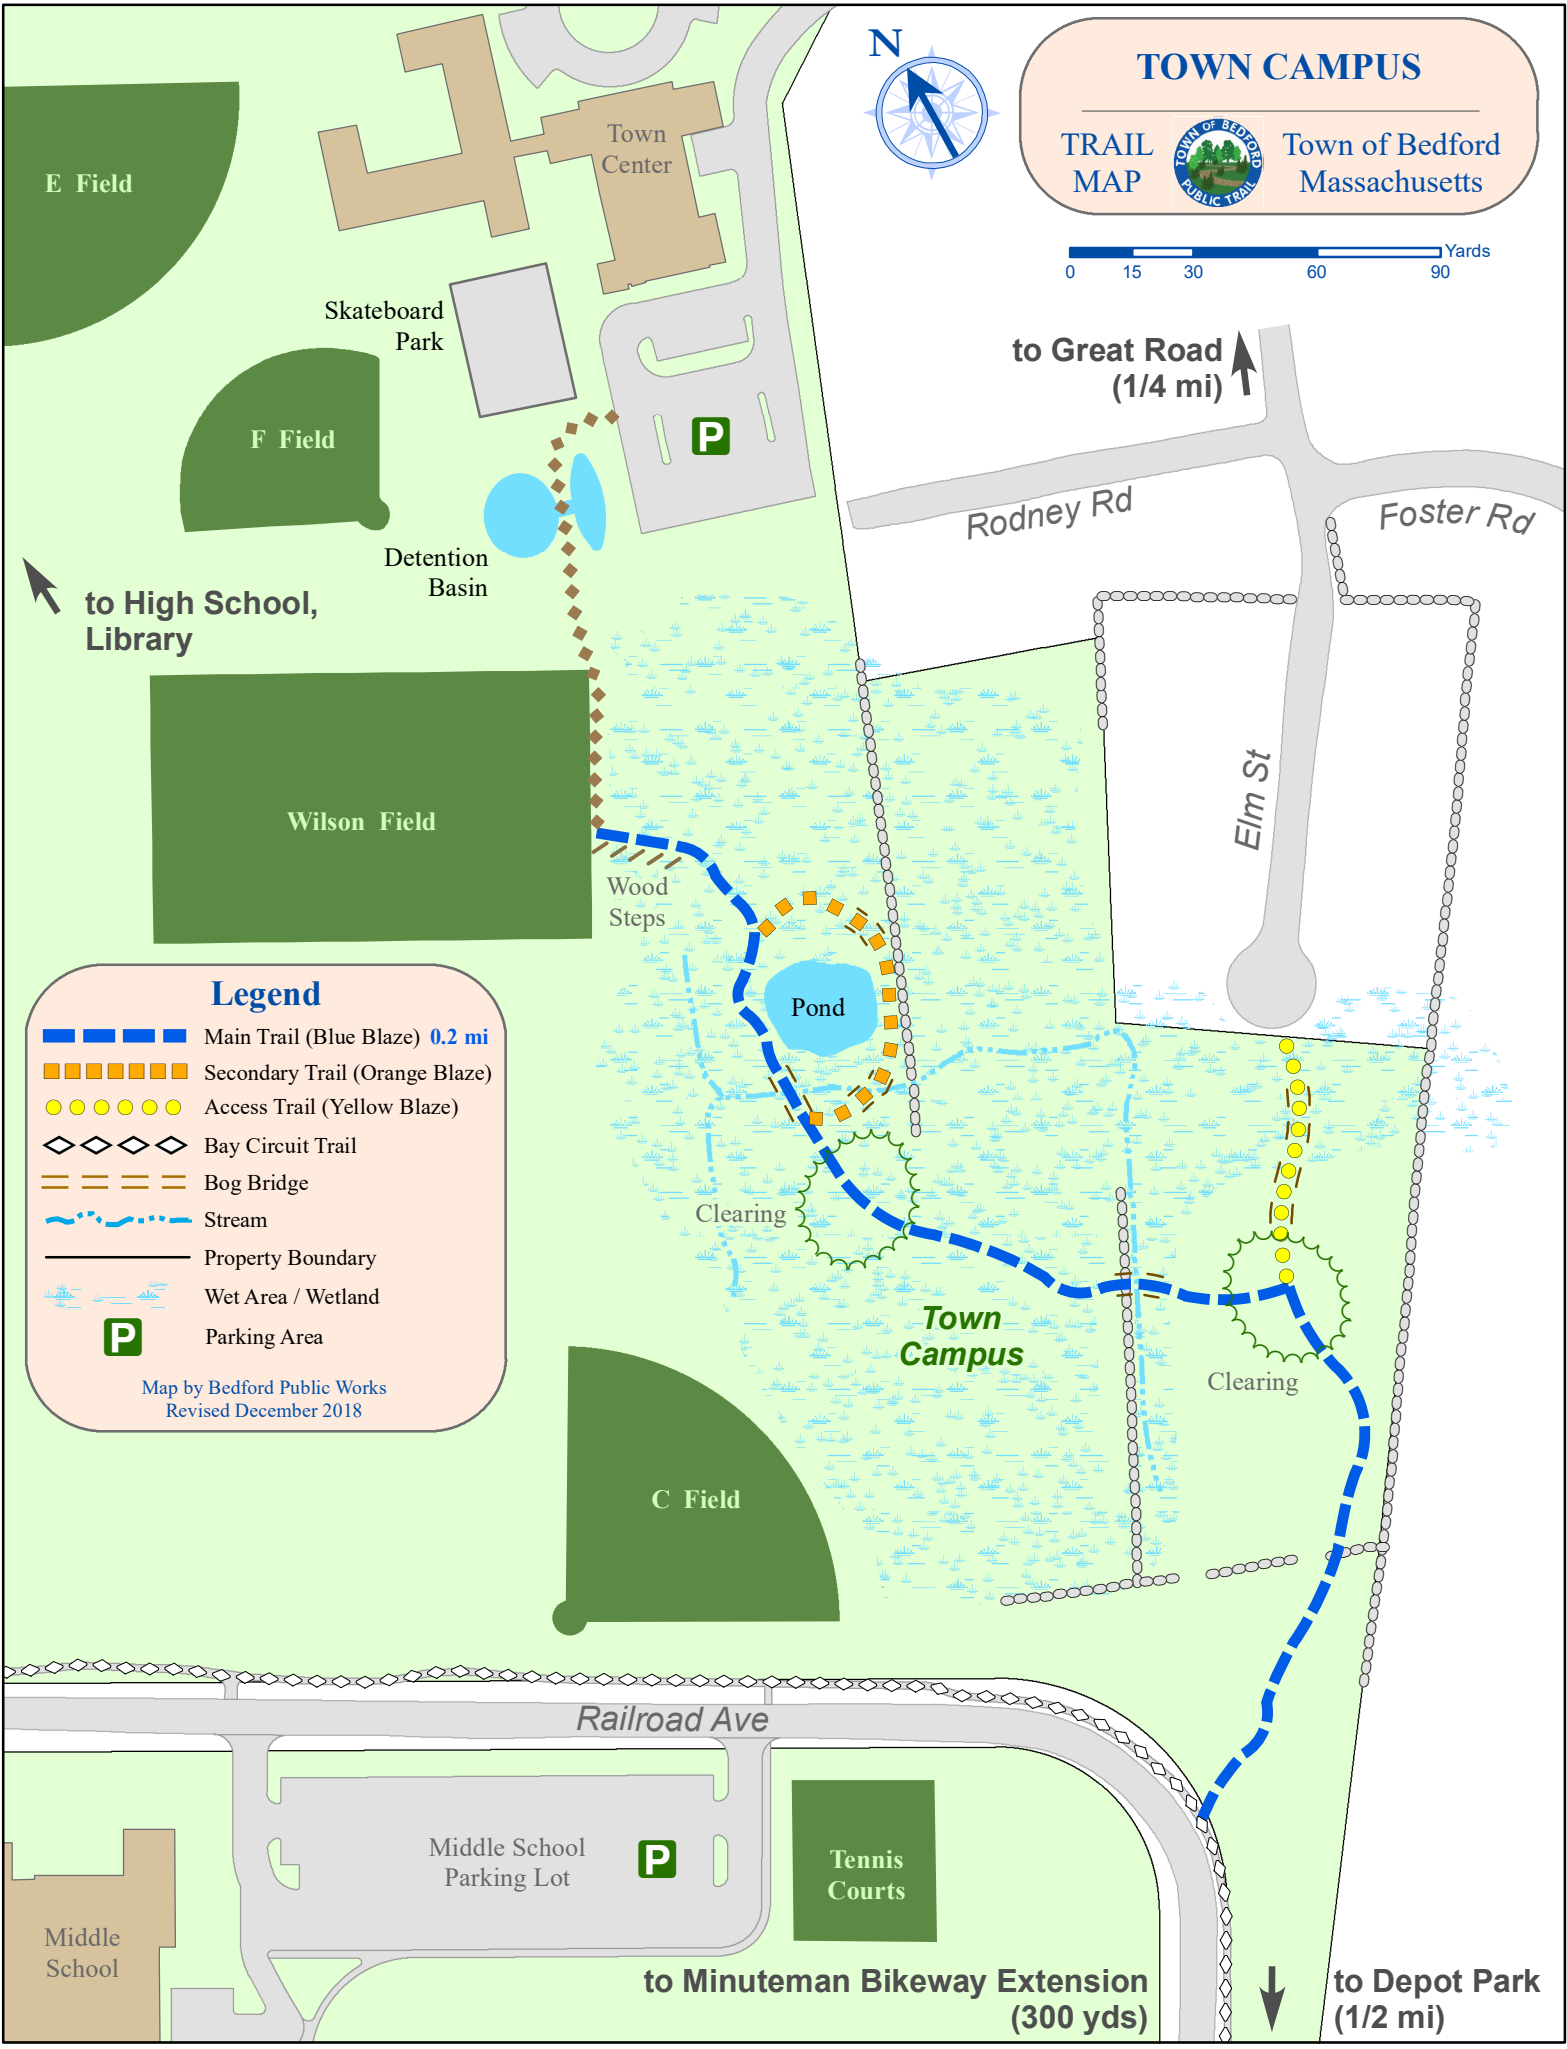 N
TOWN CAMPUS
TRAIL
MAP
TOWN OF BEDFORD
PUBLIC TRAIL
Town of Bedford
Massachusetts
Yards
0 15 30 60 90
Town
Center
E Field
Skateboard
Park
to Great Road
(1/4 mi)
F Field
P
Rodney Rd
Foster Rd
Detention
Basin
to High School,
Library
Elm St
Wilson Field
Wood
Steps
Pond
Legend
Main Trail (Blue Blaze) 0.2 mi
Secondary Trail (Orange Blaze)
Access Trail (Yellow Blaze)
Bay Circuit Trail
Bog Bridge
Stream
Property Boundary
Wet Area / Wetland
P Parking Area
Map by Bedford Public Works
Revised December 2018
Clearing
Town
Campus
Clearing
C Field
Railroad Ave
Middle School
Parking Lot
P
Tennis
Courts
Middle
School
to Minuteman Bikeway Extension
(300 yds)
to Depot Park
(1/2 mi)